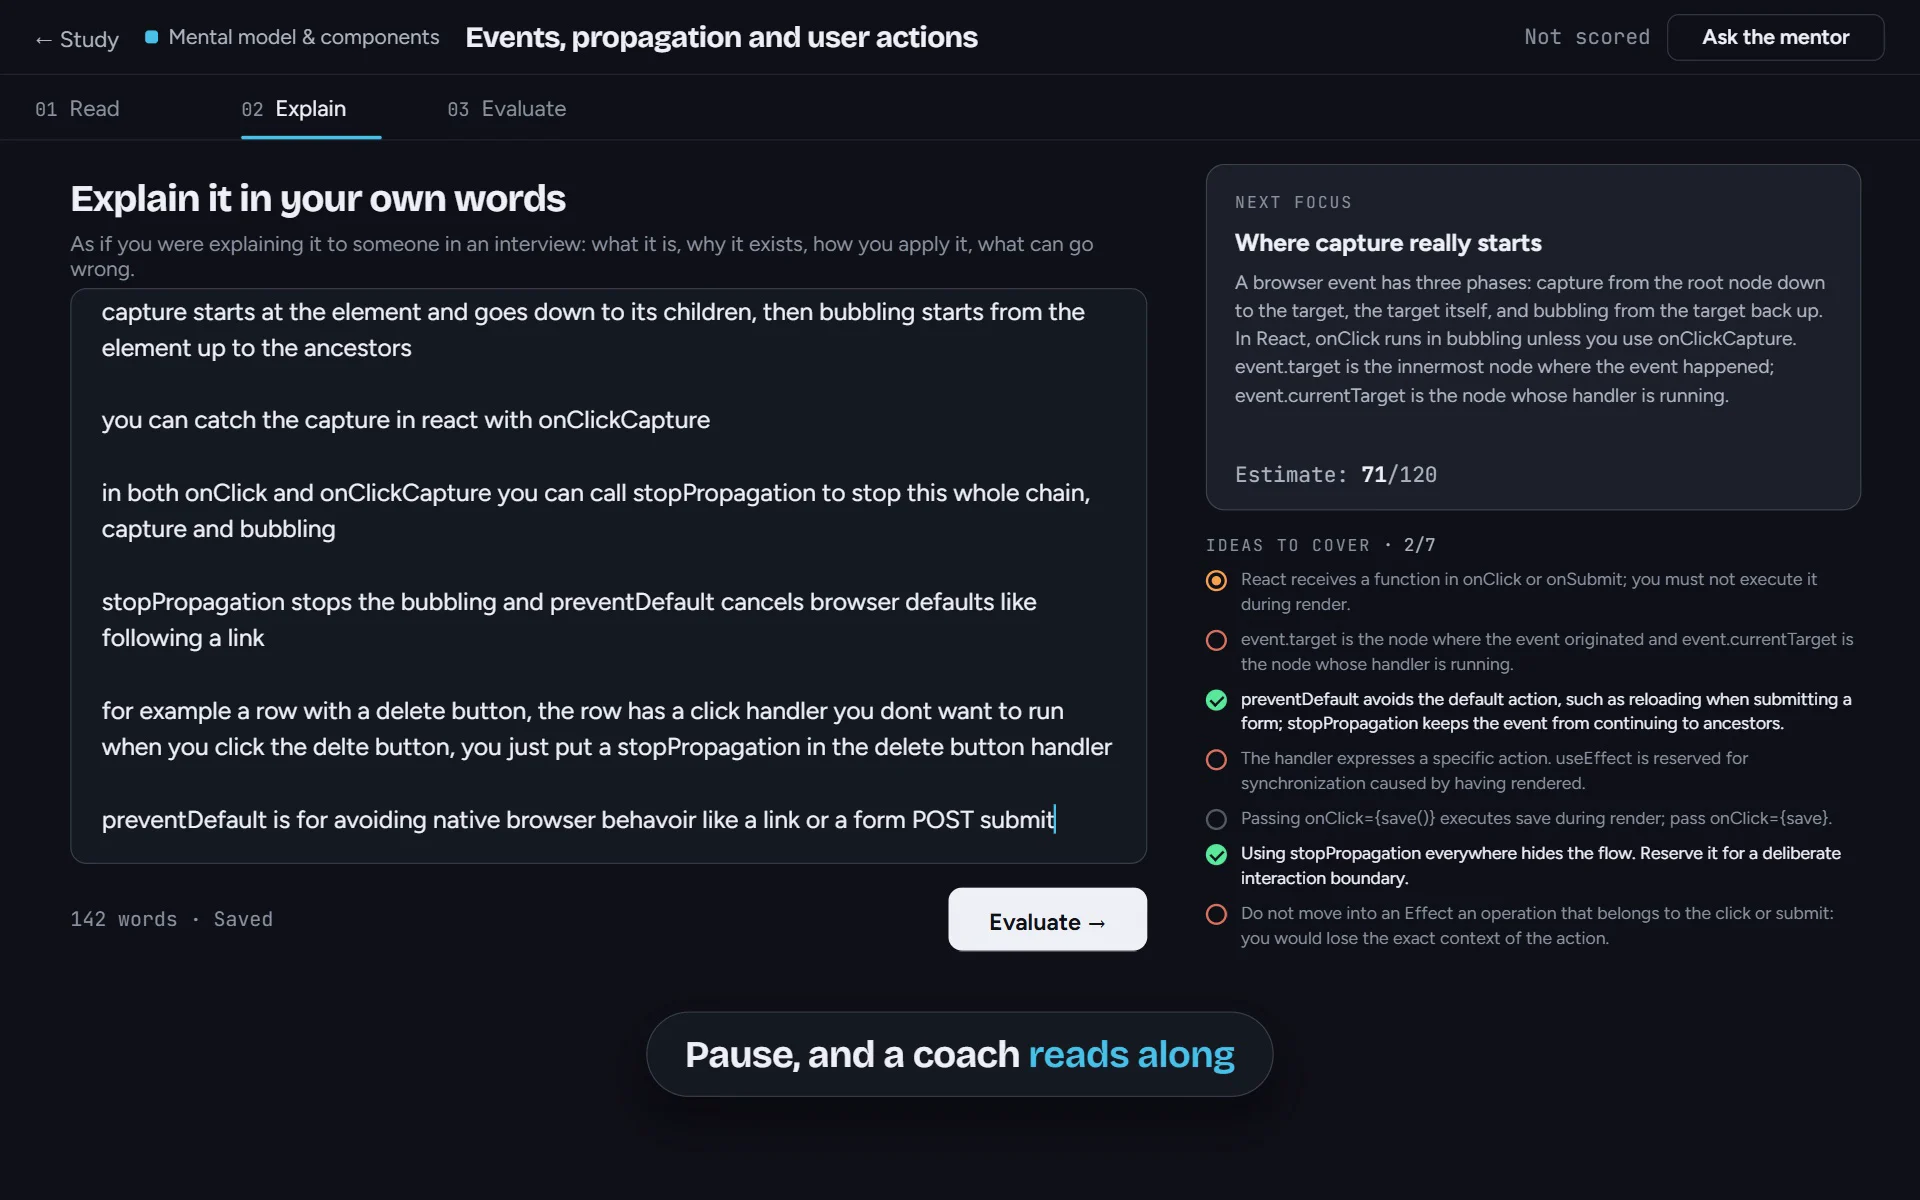 ← Study
Mental model & components
Events, propagation and user actions
Not scored
Ask the mentor
01 Read
02 Explain
03 Evaluate
Explain it in your own words
As if you were explaining it to someone in an interview: what it is, why it exists, how you apply it, what can go
wrong.
capture starts at the element and goes down to its children, then bubbling starts from the
element up to the ancestors
you can catch the capture in react with onClickCapture
in both onClick and onClickCapture you can call stopPropagation to stop this whole chain,
capture and bubbling
stopPropagation stops the bubbling and preventDefault cancels browser defaults like
following a link
for example a row with a delete button, the row has a click handler you dont want to run
when you click the delte button, you just put a stopPropagation in the delete button handler
preventDefault is for avoiding native browser behavoir like a link or a form POST submit
142 words · Saved
Evaluate →
NEXT FOCUS
Where capture really starts
A browser event has three phases: capture from the root node down
to the target, the target itself, and bubbling from the target back up.
In React, onClick runs in bubbling unless you use onClickCapture.
event.target is the innermost node where the event happened;
event.currentTarget is the node whose handler is running.
Estimate: 71/120
IDEAS TO COVER · 2/7
React receives a function in onClick or onSubmit; you must not execute it
during render.
event.target is the node where the event originated and event.currentTarget is
the node whose handler is running.
preventDefault avoids the default action, such as reloading when submitting a
form; stopPropagation keeps the event from continuing to ancestors.
The handler expresses a specific action. useEffect is reserved for
synchronization caused by having rendered.
Passing onClick={save()} executes save during render; pass onClick={save}.
Using stopPropagation everywhere hides the flow. Reserve it for a deliberate
interaction boundary.
Do not move into an Effect an operation that belongs to the click or submit:
you would lose the exact context of the action.
Pause, and a coach reads along